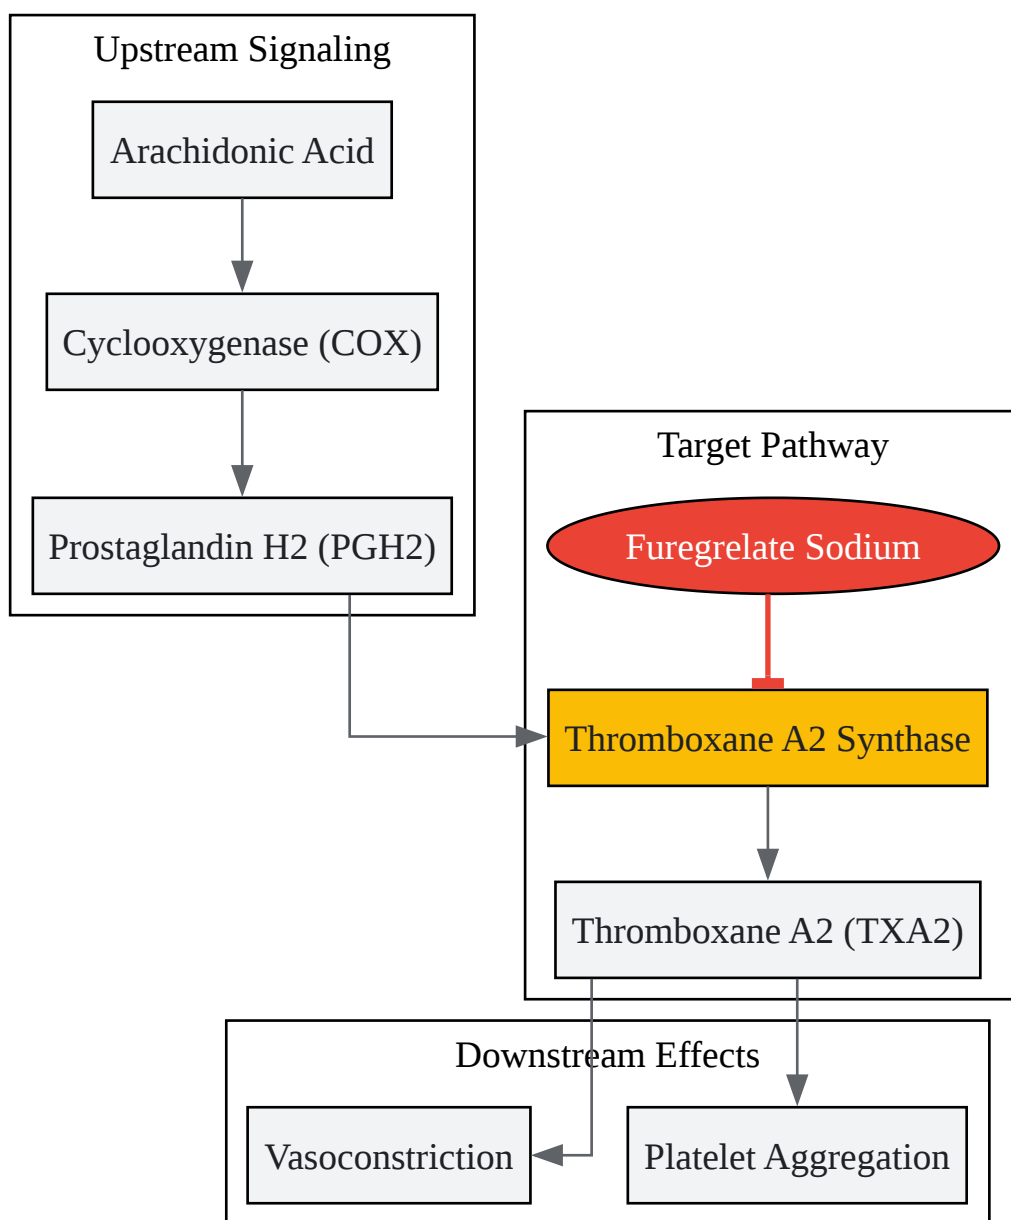 Upstream Signaling
Arachidonic Acid
Cyclooxygenase (COX)
Prostaglandin H2 (PGH2)
Target Pathway
Furegrelate Sodium
Thromboxane A2 Synthase
Thromboxane A2 (TXA2)
Downstream Effects
Vasoconstriction
Platelet Aggregation